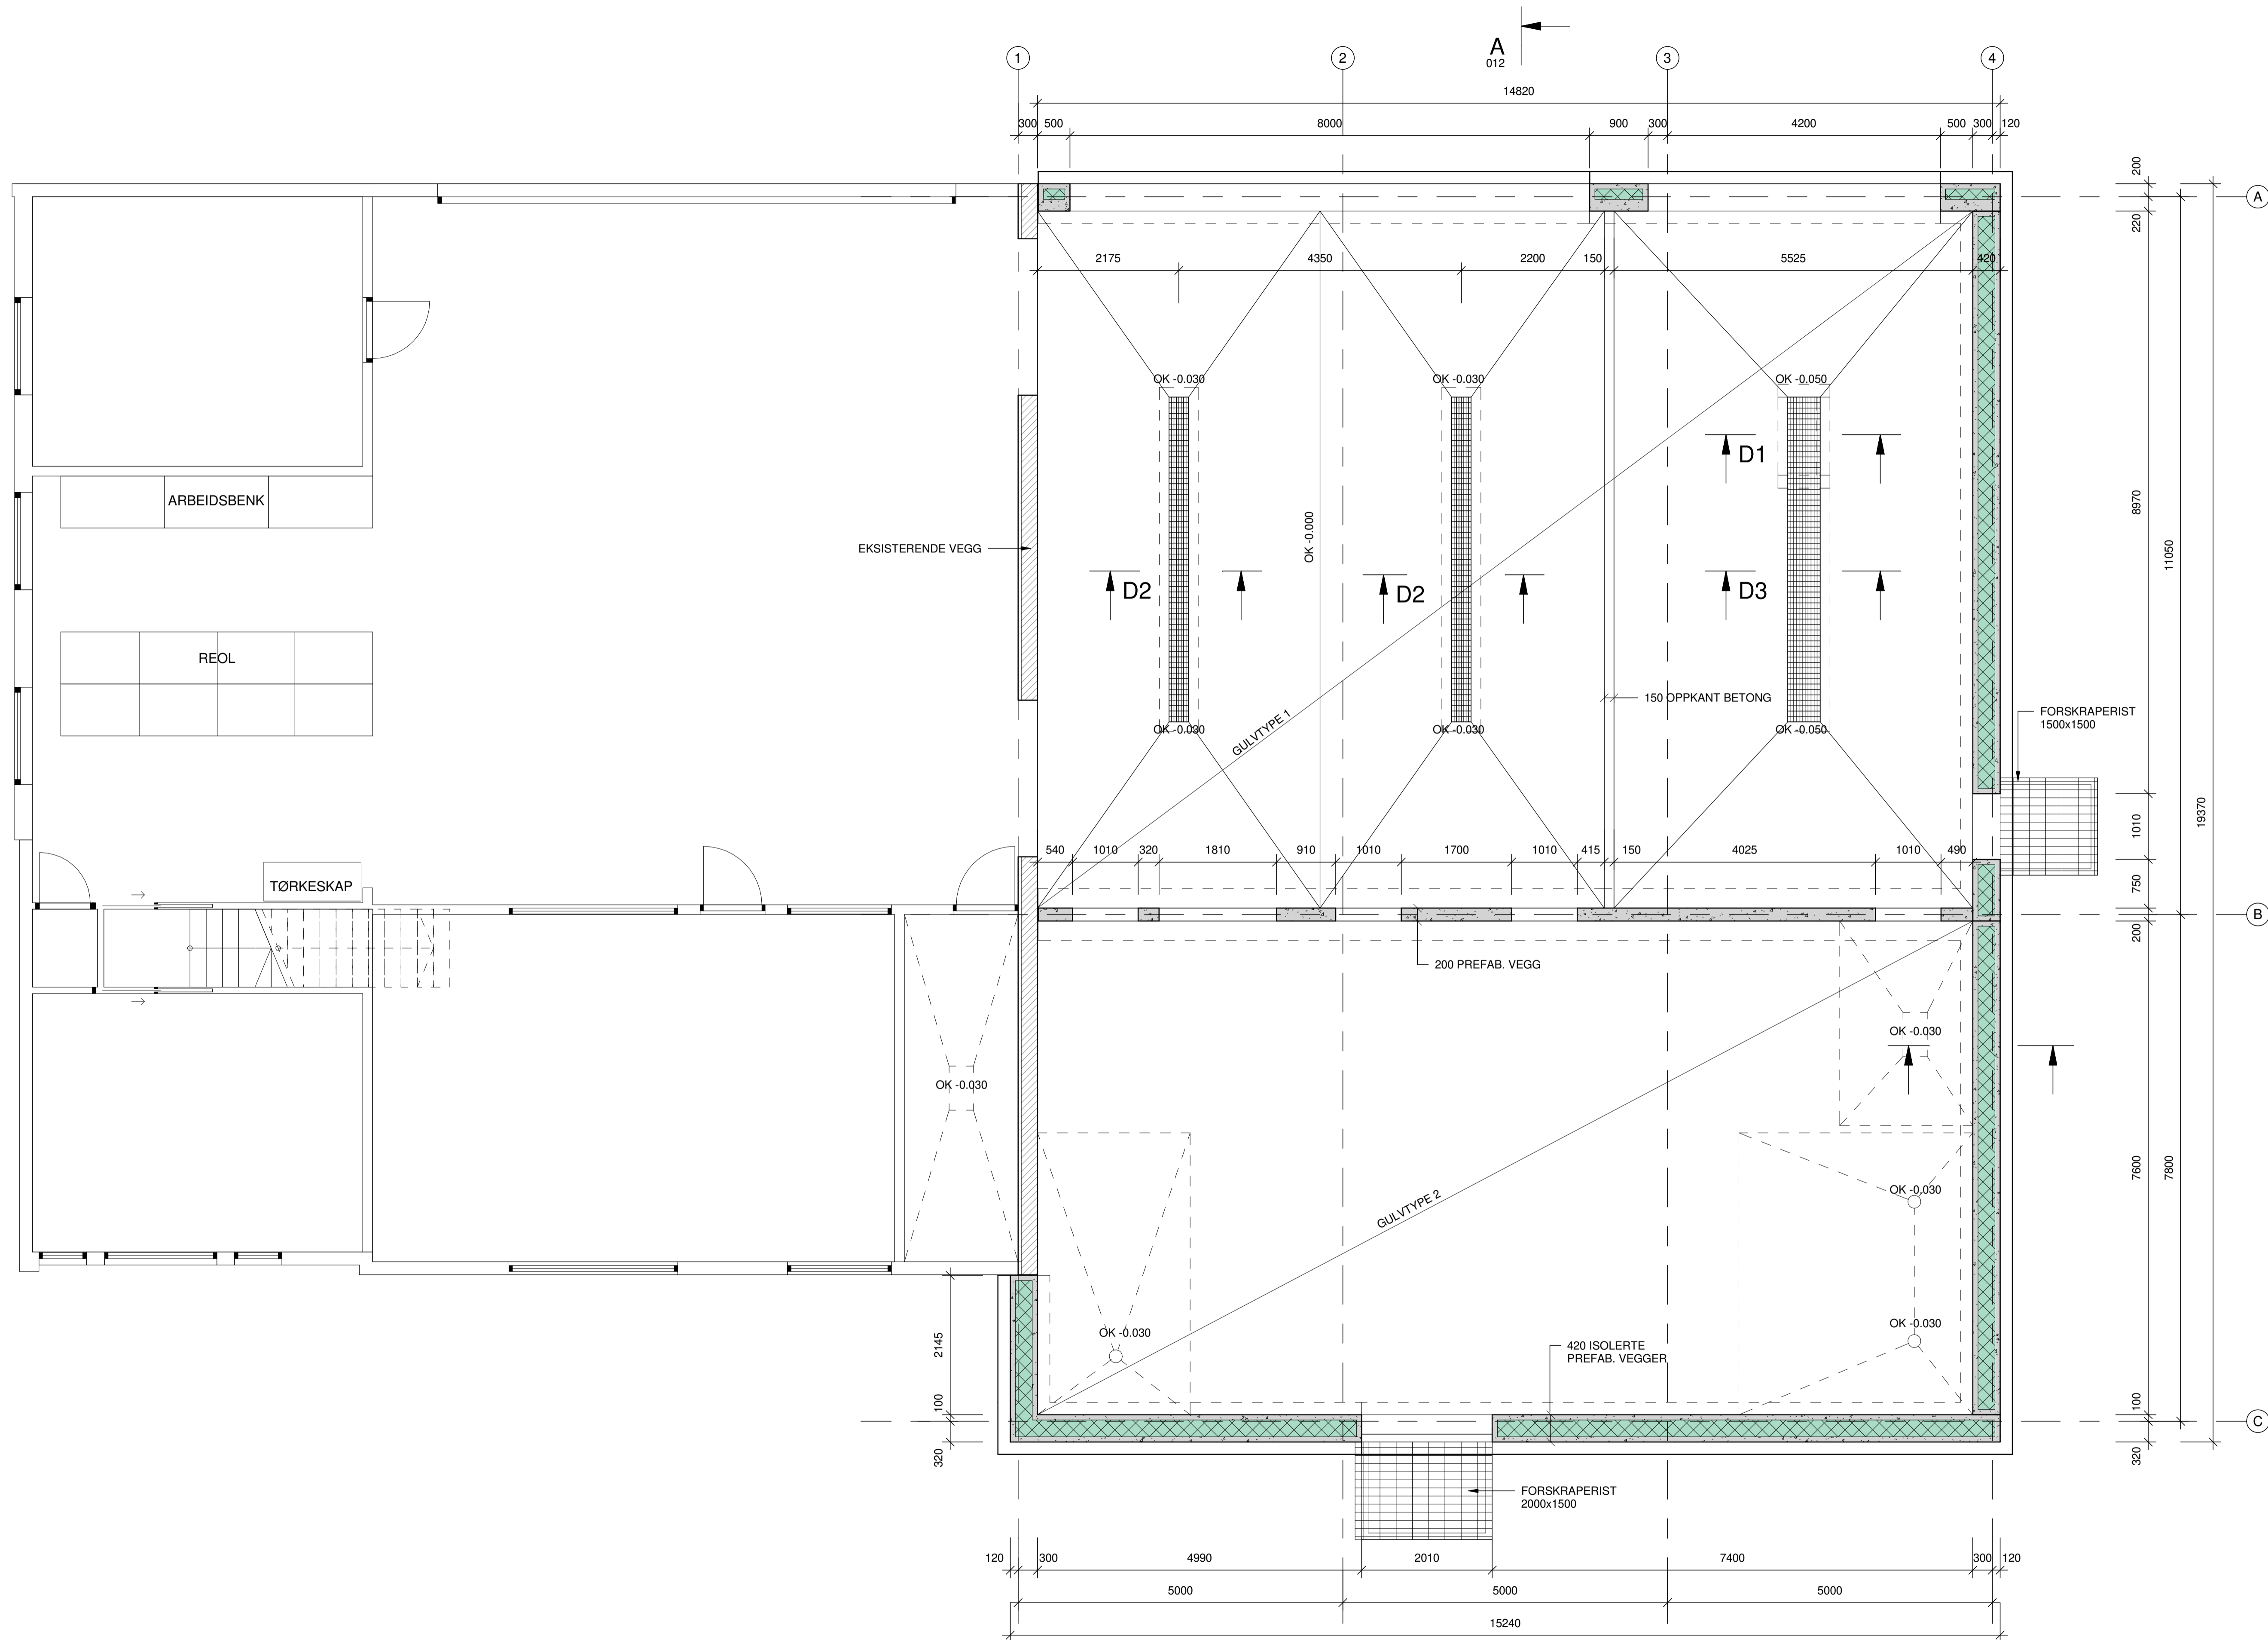 A
012
1
2
3
4
14820
300
500
8000
900
300
4200
500
300
120
200
A
220
2175
4350
2200
150
5525
420
OK -0.030
OK -0.030
OK -0.050
D1
ARBEIDSBENK
8970
11050
OK -0.000
EKSISTERENDE VEGG
D2
D2
D3
REOL
150 OPPKANT BETONG
FORSKRAPERIST
1500x1500
OK -0.030
OK -0.030
OK -0.050
GULVTYPE 1
1010
19370
540
1010
320
1810
910
1010
1700
1010
415
150
4025
1010
490
TØRKESKAP
750
B
200
200 PREFAB. VEGG
OK -0.030
OK -0.030
7600
7800
OK -0.030
GULVTYPE 2
OK -0.030
OK -0.030
2145
420 ISOLERTE
PREFAB. VEGGER
100
100
C
320
320
FORSKRAPERIST
2000x1500
120
300
4990
2010
7400
300
120
5000
5000
5000
15240